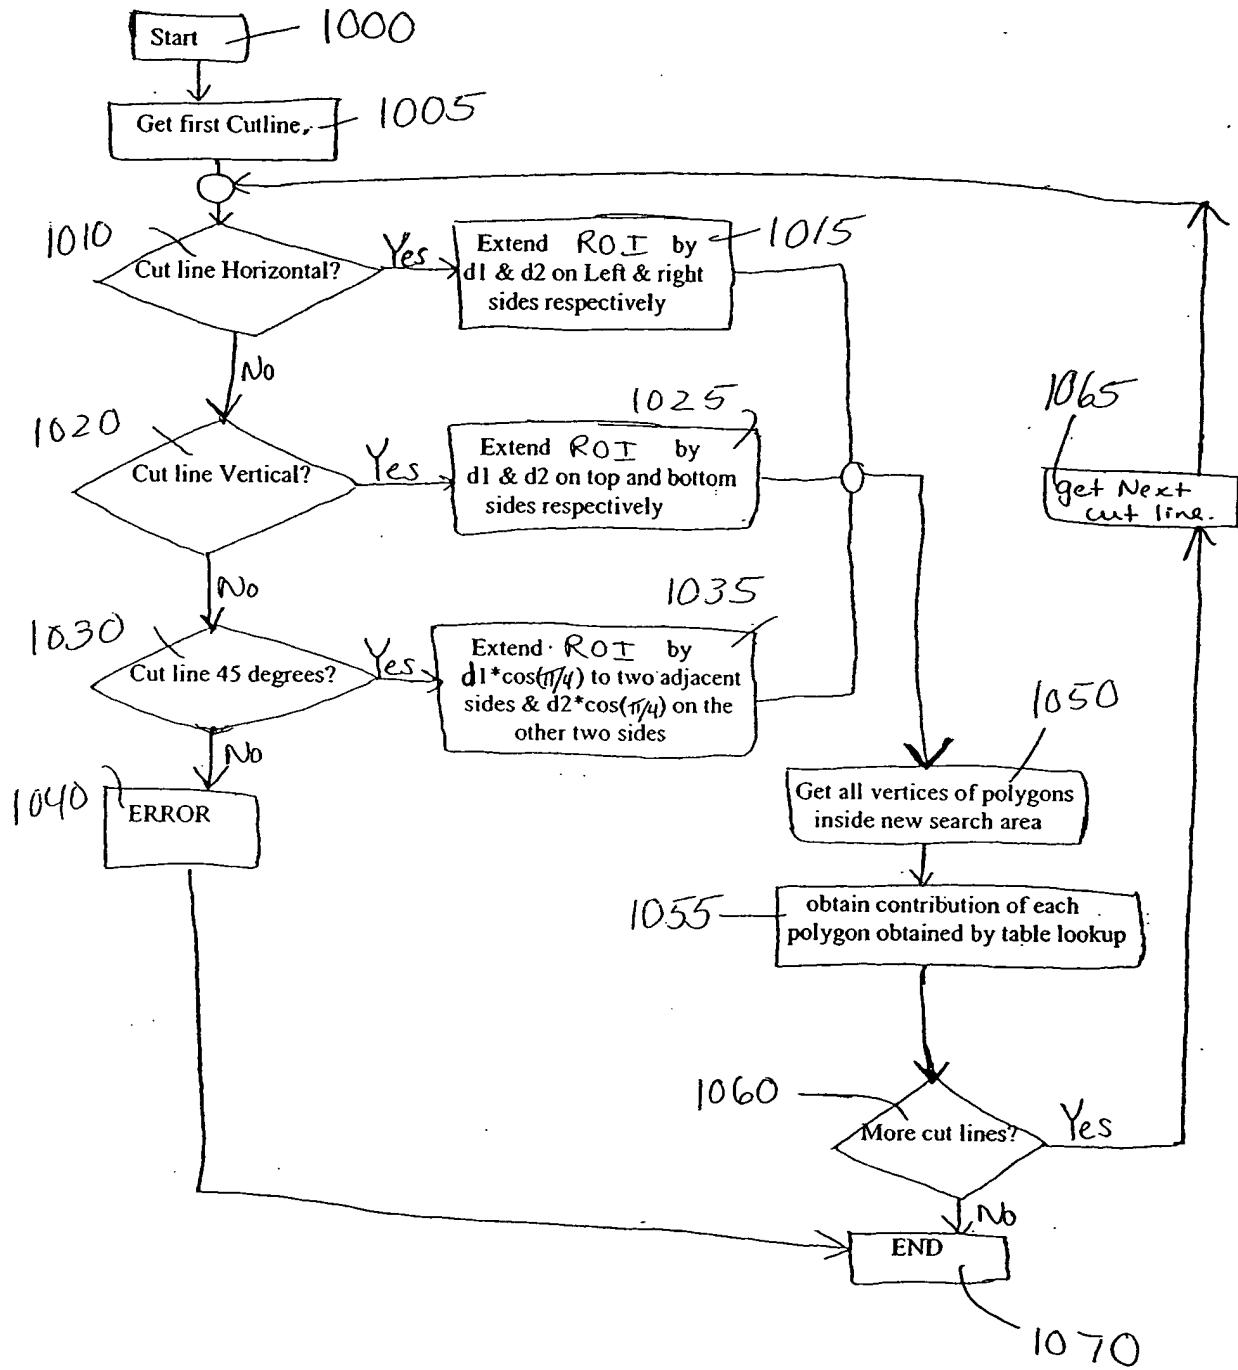 Start
1000
Get first Cutline.
1005
1010
Cut line Horizontal?
Yes
Extend ROI by
d1 & d2 on Left & right
sides respectively
1015
No
1020
Cut line Vertical?
Yes
1025
Extend ROI by
d1 & d2 on top and bottom
sides respectively
1065
get Next
cut line.
No
1030
Cut line 45 degrees?
Yes
1035
Extend ROI by
d1*cos(π/4) to two adjacent
sides & d2*cos(π/4) on the
other two sides
No
1040
ERROR
1050
Get all vertices of polygons
inside new search area
1055
obtain contribution of each
polygon obtained by table lookup
1060
More cut lines?
Yes
No
END
1070